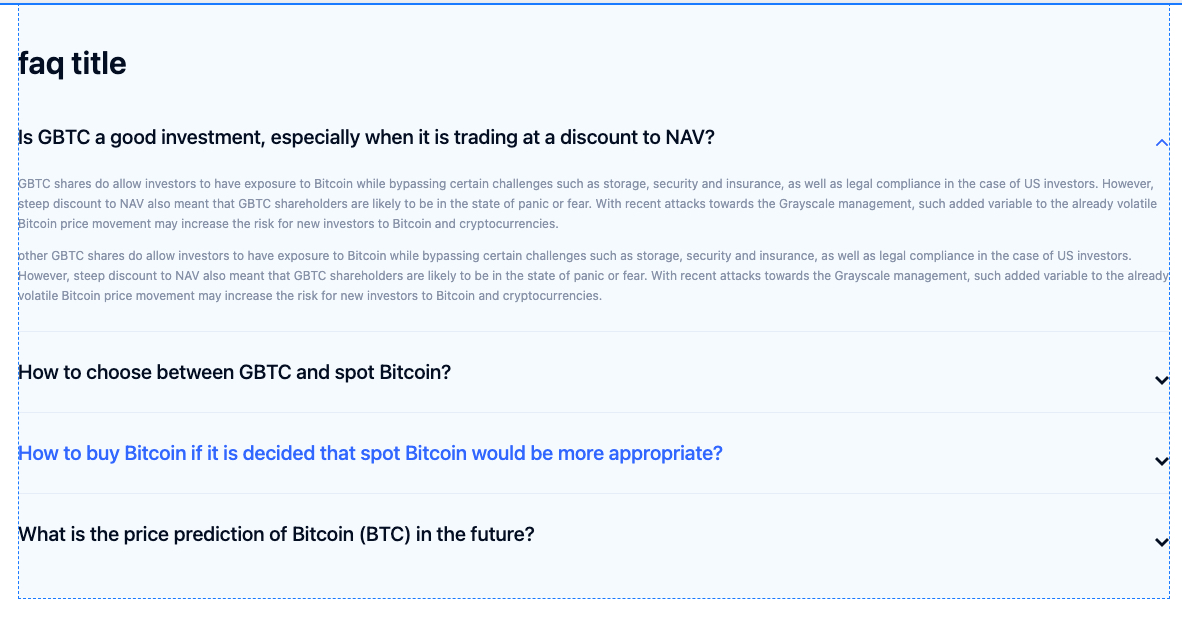 faq title
Is GBTC a good investment, especially when it is trading at a discount to NAV?
GBTC shares do allow investors to have exposure to Bitcoin while bypassing certain challenges such as storage, security and insurance, as well as legal compliance in the case of US investors. However,
steep discount to NAV also meant that GBTC shareholders are likely to be in the state of panic or fear. With recent attacks towards the Grayscale management, such added variable to the already volatile
Bitcoin price movement may increase the risk for new investors to Bitcoin and cryptocurrencies.
other GBTC shares do allow investors to have exposure to Bitcoin while bypassing certain challenges such as storage, security and insurance, as well as legal compliance in the case of US investors.
However, steep discount to NAV also meant that GBTC shareholders are likely to be in the state of panic or fear. With recent attacks towards the Grayscale management, such added variable to the already
volatile Bitcoin price movement may increase the risk for new investors to Bitcoin and cryptocurrencies.
How to choose between GBTC and spot Bitcoin?
How to buy Bitcoin if it is decided that spot Bitcoin would be more appropriate?
What is the price prediction of Bitcoin (BTC) in the future?